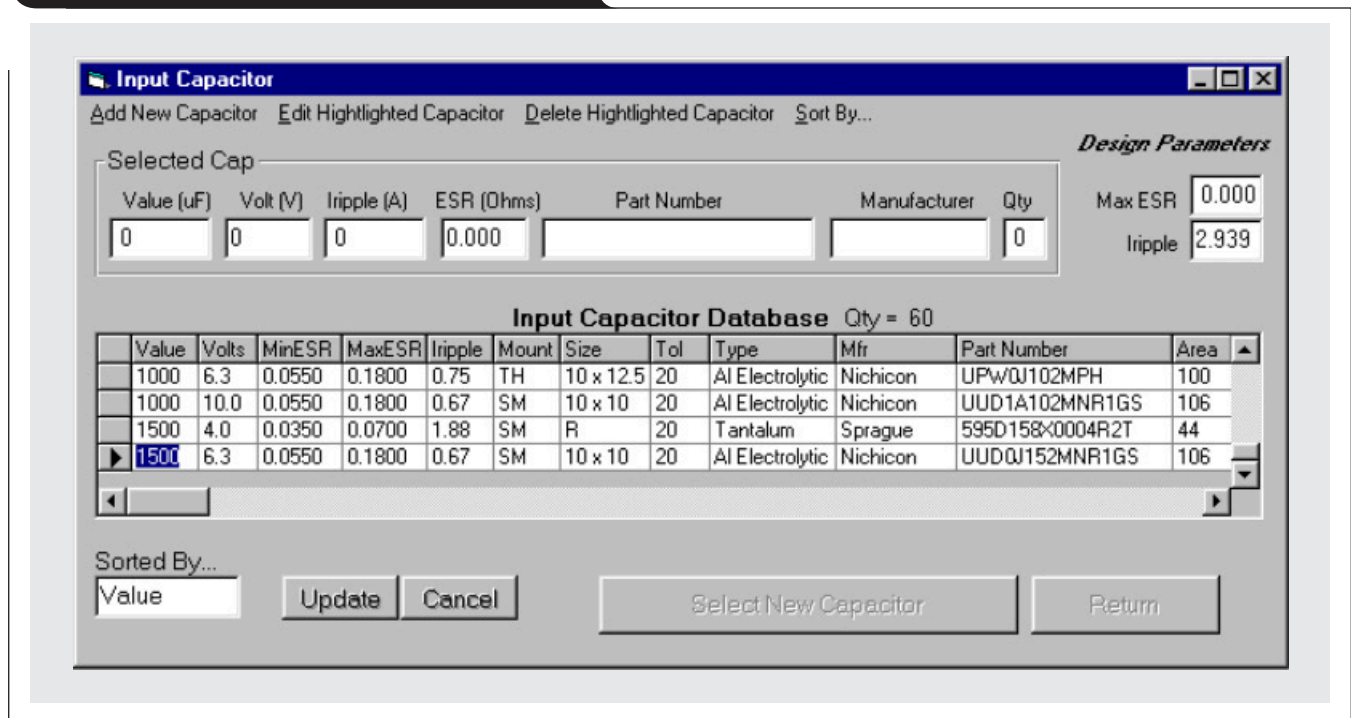 Input Capacitor
Add New Capacitor Edit Hightlighted Capacitor Delete Hightlighted Capacitor Sort By...
Design Parameters
Selected Cap
Value (uF) Volt (V) Iripple (A) ESR (Ohms) Part Number Manufacturer Qty
0 0 0 0.000 0
Max ESR 0.000
Iripple 2.939
Input Capacitor Database Qty = 60
Value Volts MinESR MaxESR Iripple Mount Size Tol Type Mfr Part Number Area
1000 6.3 0.0550 0.1800 0.75 TH 10 x 12.5 20 Al Electrolytic Nichicon UPW0J102MPH 100
1000 10.0 0.0550 0.1800 0.67 SM 10 x 10 20 Al Electrolytic Nichicon UUD1A102MNR1GS 106
1500 4.0 0.0350 0.0700 1.88 SM R 20 Tantalum Sprague 595D158X0004R2T 44
1500 6.3 0.0550 0.1800 0.67 SM 10 x 10 20 Al Electrolytic Nichicon UUD0J152MNR1GS 106
Sorted By...
Value
Update Cancel Select New Capacitor Return